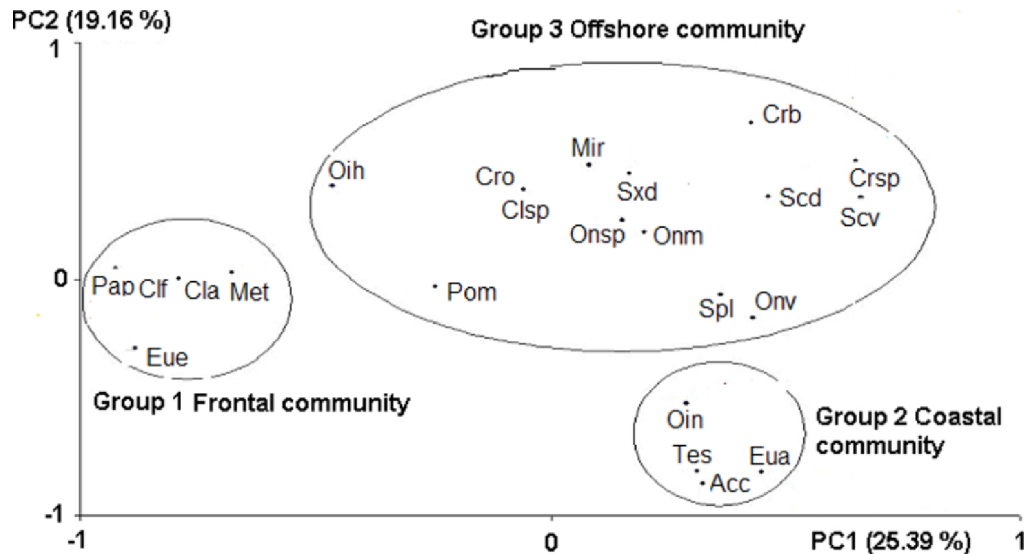 PC2 (19.16 %)
1
Group 3 Offshore community
Crb
Mir
Oih
Cro
Sxd
Crsp
Scd
Clsp
Scv
Onsp
Onm
0
Pap
Clf
Cla
Met
Pom
Spl
Onv
Eue
Group 1 Frontal community
Oin
Group 2 Coastal
community
Tes
Eua
Acc
-1
-1
0
PC1 (25.39 %)
1